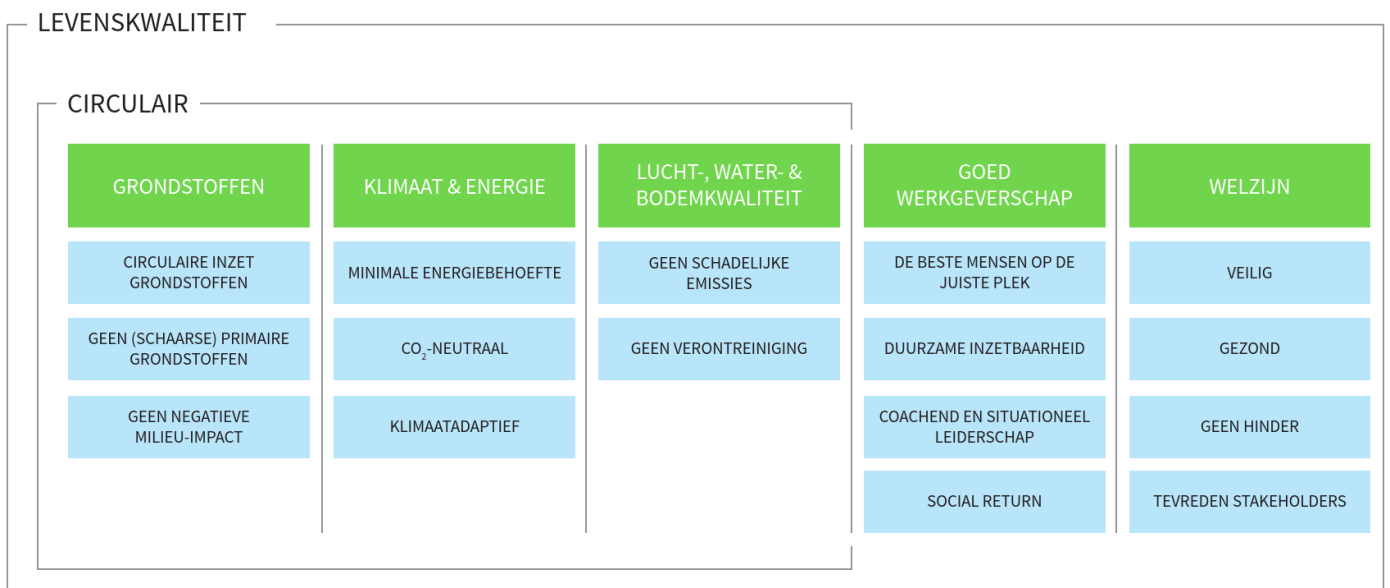 LEVENSKWALITEIT
CIRCULAIR
GRONDSTOFFEN
CIRCULAIRE INZET
GRONDSTOFFEN
GEEN (SCHAARSE) PRIMAIRE
GRONDSTOFFEN
GEEN NEGATIEVE
MILIEU-IMPACT
KLIMAAT & ENERGIE
MINIMALE ENERGIEBEHOEFTE
CO₂-NEUTRAAL
KLIMAATADAPTIEF
LUCHT-, WATER- &
BODEMKWALITEIT
GEEN SCHADELIJKE
EMISSIES
GEEN VERONTREINIGING
GOED
WERKGEVERSCHAP
DE BESTE MENSEN OP DE
JUISTE PLEK
DUURZAME INZETBAARHEID
COACHEND EN SITUATIONEEL
LEIDERSCHAP
SOCIAL RETURN
WELZIJN
VEILIG
GEZOND
GEEN HINDER
TEVREDEN STAKEHOLDERS